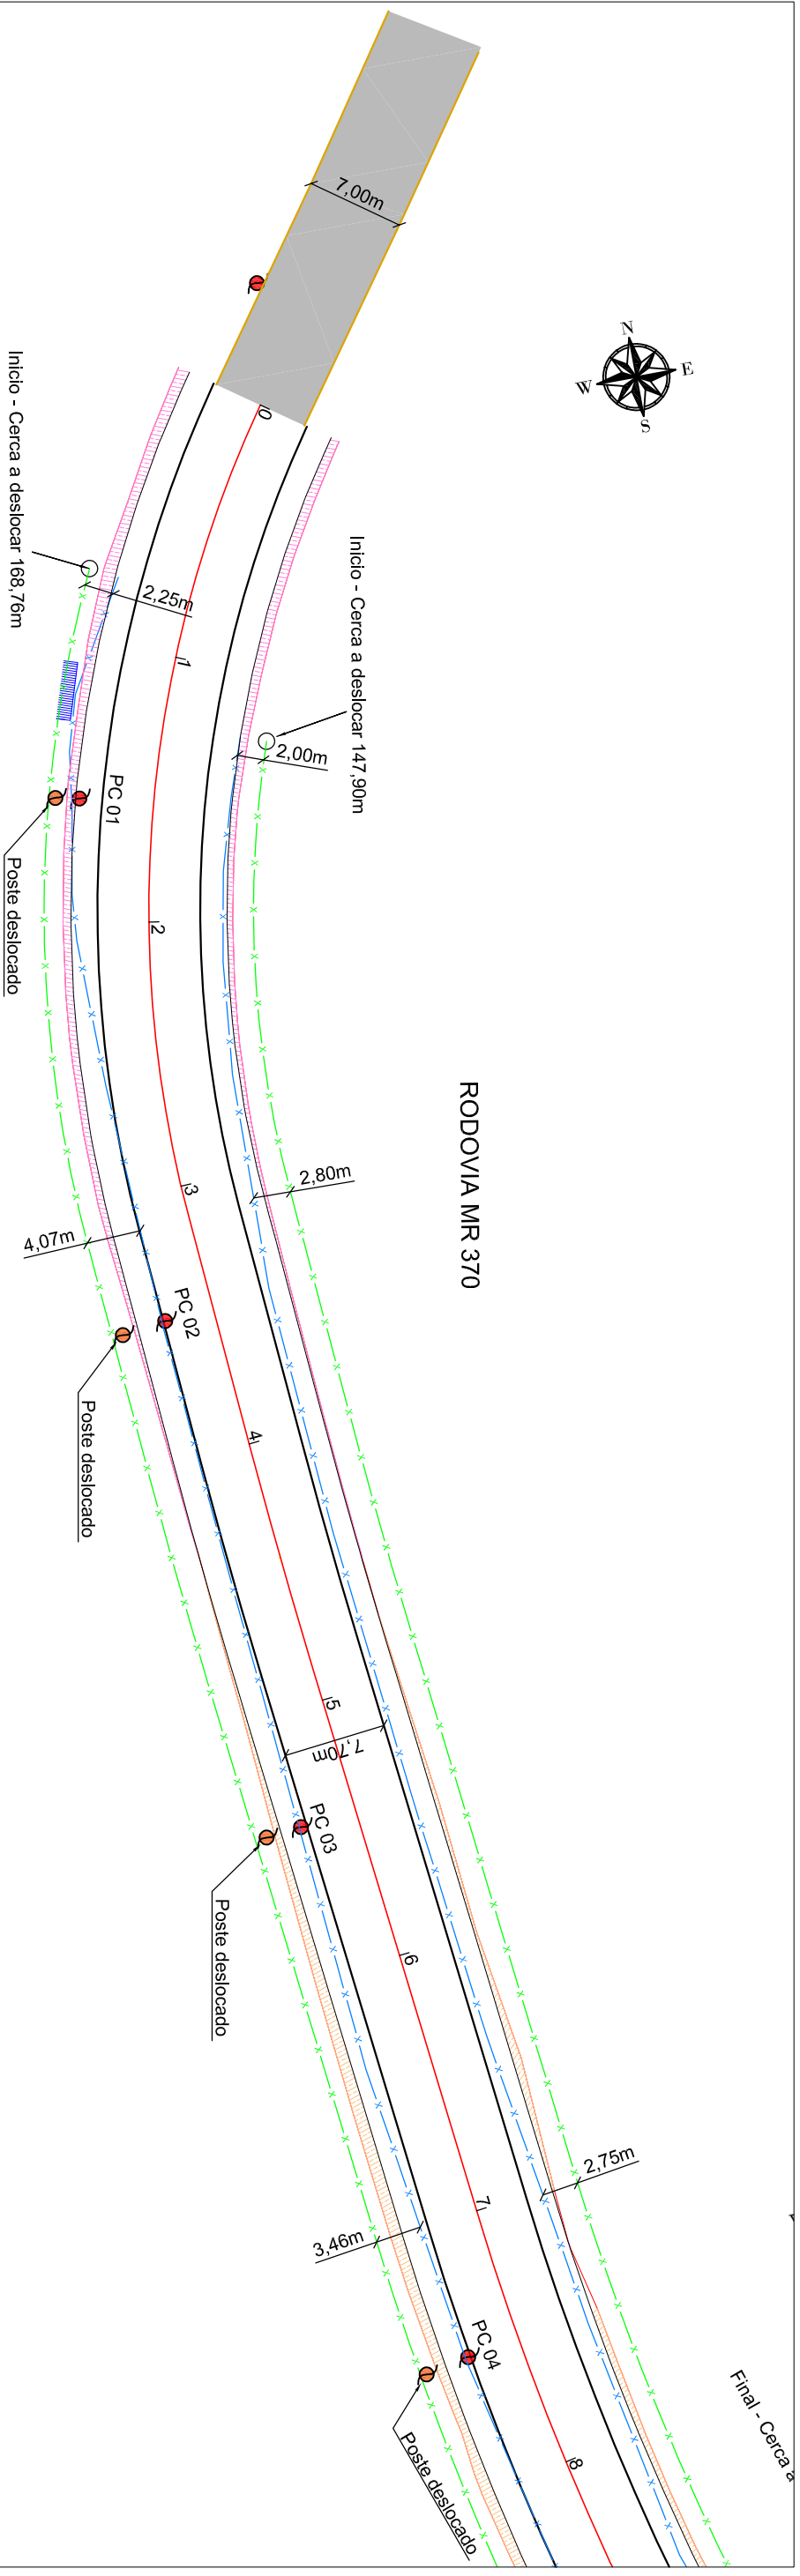 7,00m
N
E
W
S
0
Inicio - Cerca a deslocar 168,76m
Inicio - Cerca a deslocar 147,90m
2,25m
1
2,00m
PC 01
Poste deslocado
2
RODOVIA MR 370
3
2,80m
4,07m
PC 02
Poste deslocado
4
5
7,70m
PC 03
Poste deslocado
6
7
2,75m
3,46m
PC 04
Poste deslocado
8
Final - Cerca a